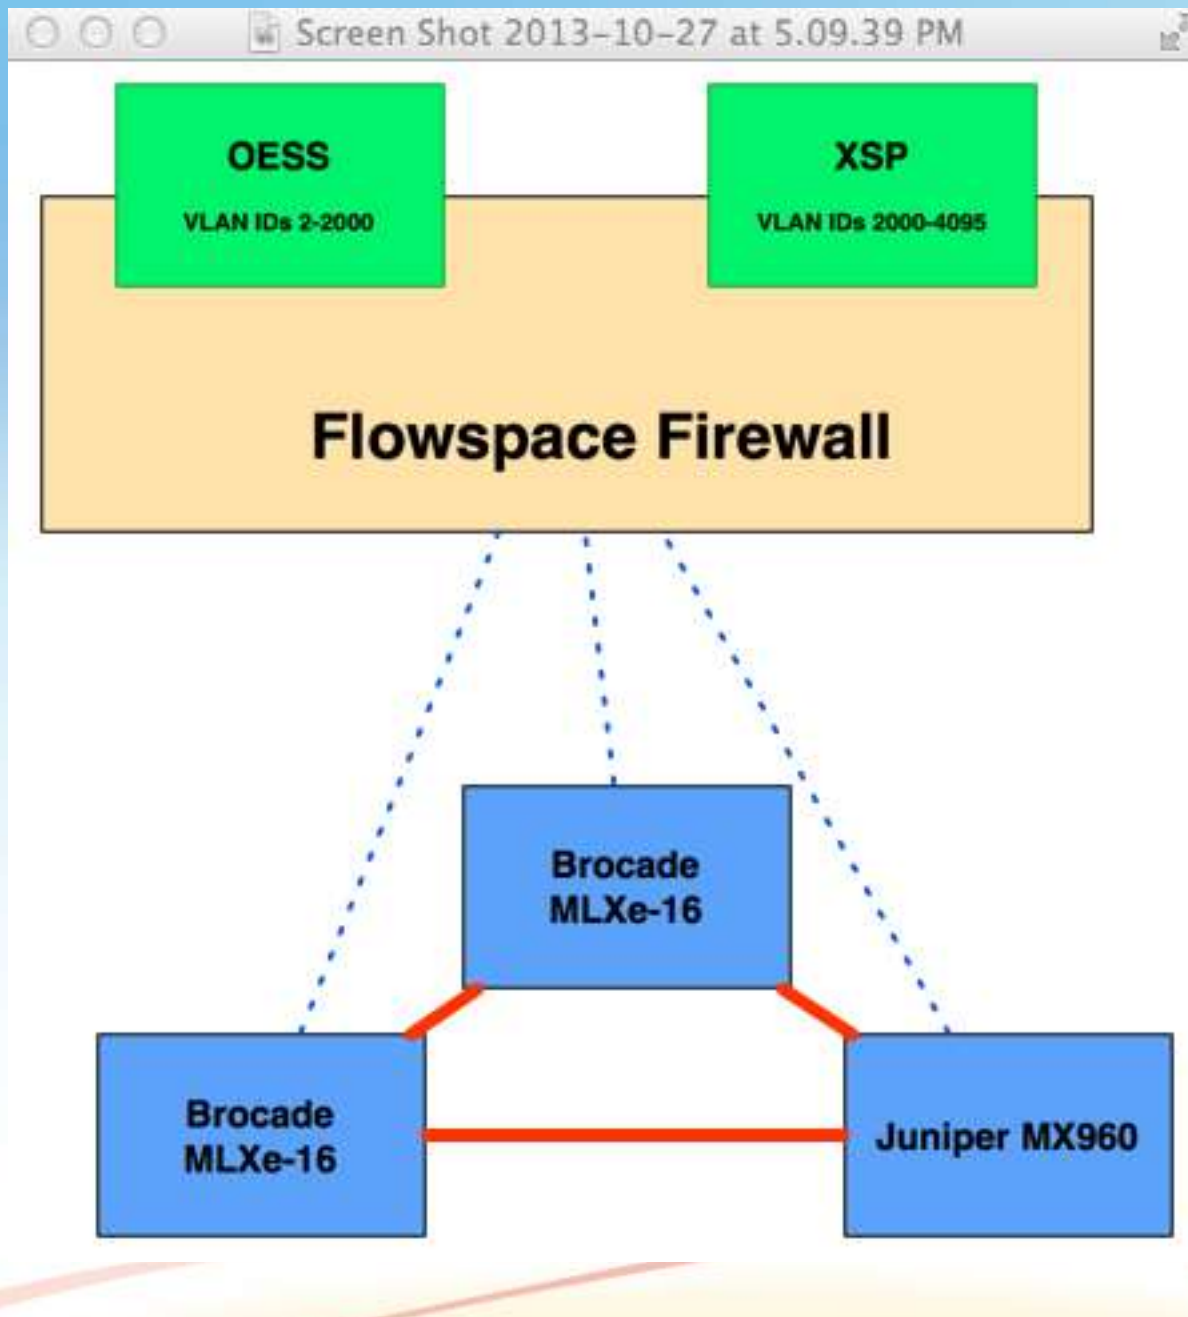 Screen Shot 2013-10-27 at 5.09.39 PM
OESS
VLAN IDs 2-2000
XSP
VLAN IDs 2000-4095
Flowspace Firewall
Brocade
MLXe-16
Brocade
MLXe-16
Juniper MX960